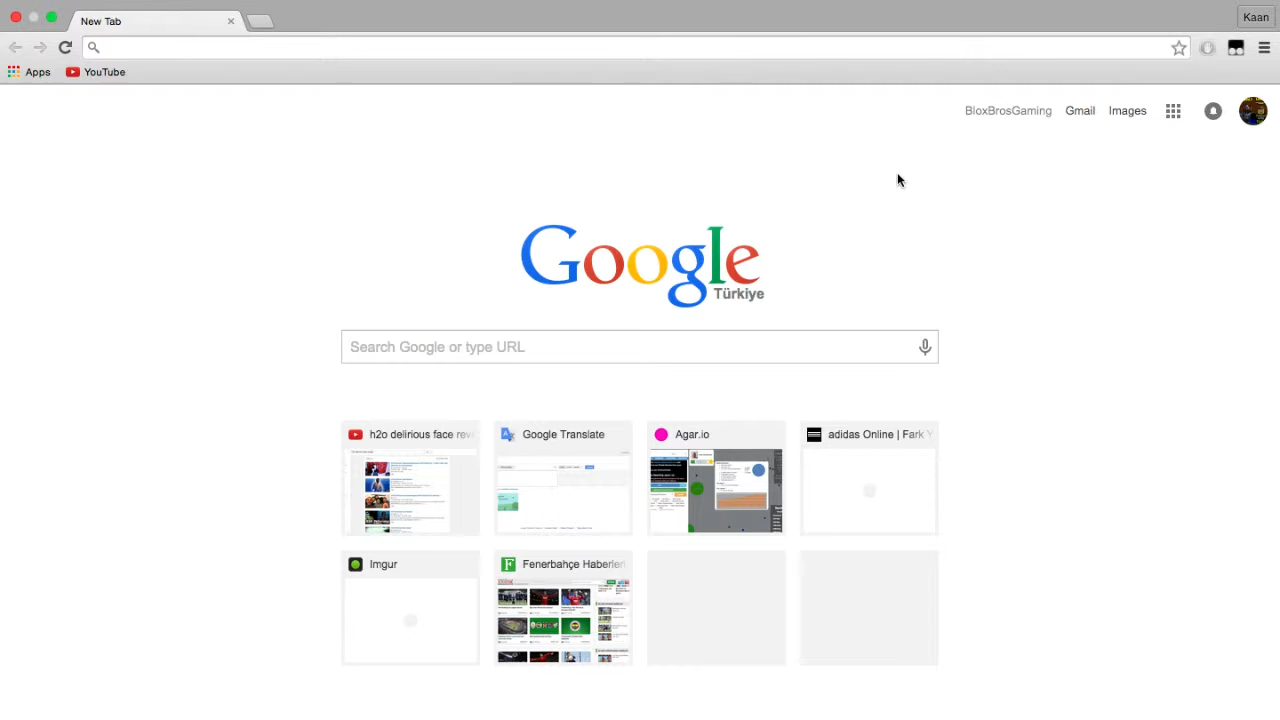 New Tab
Kaan
Apps YouTube
BloxBrosGaming Gmail Images
Google
Türkiye
Search Google or type URL
h2o delirious face rev
Google Translate
Agar.io
adidas Online | Fark Y
Imgur
Fenerbahçe Haberleri